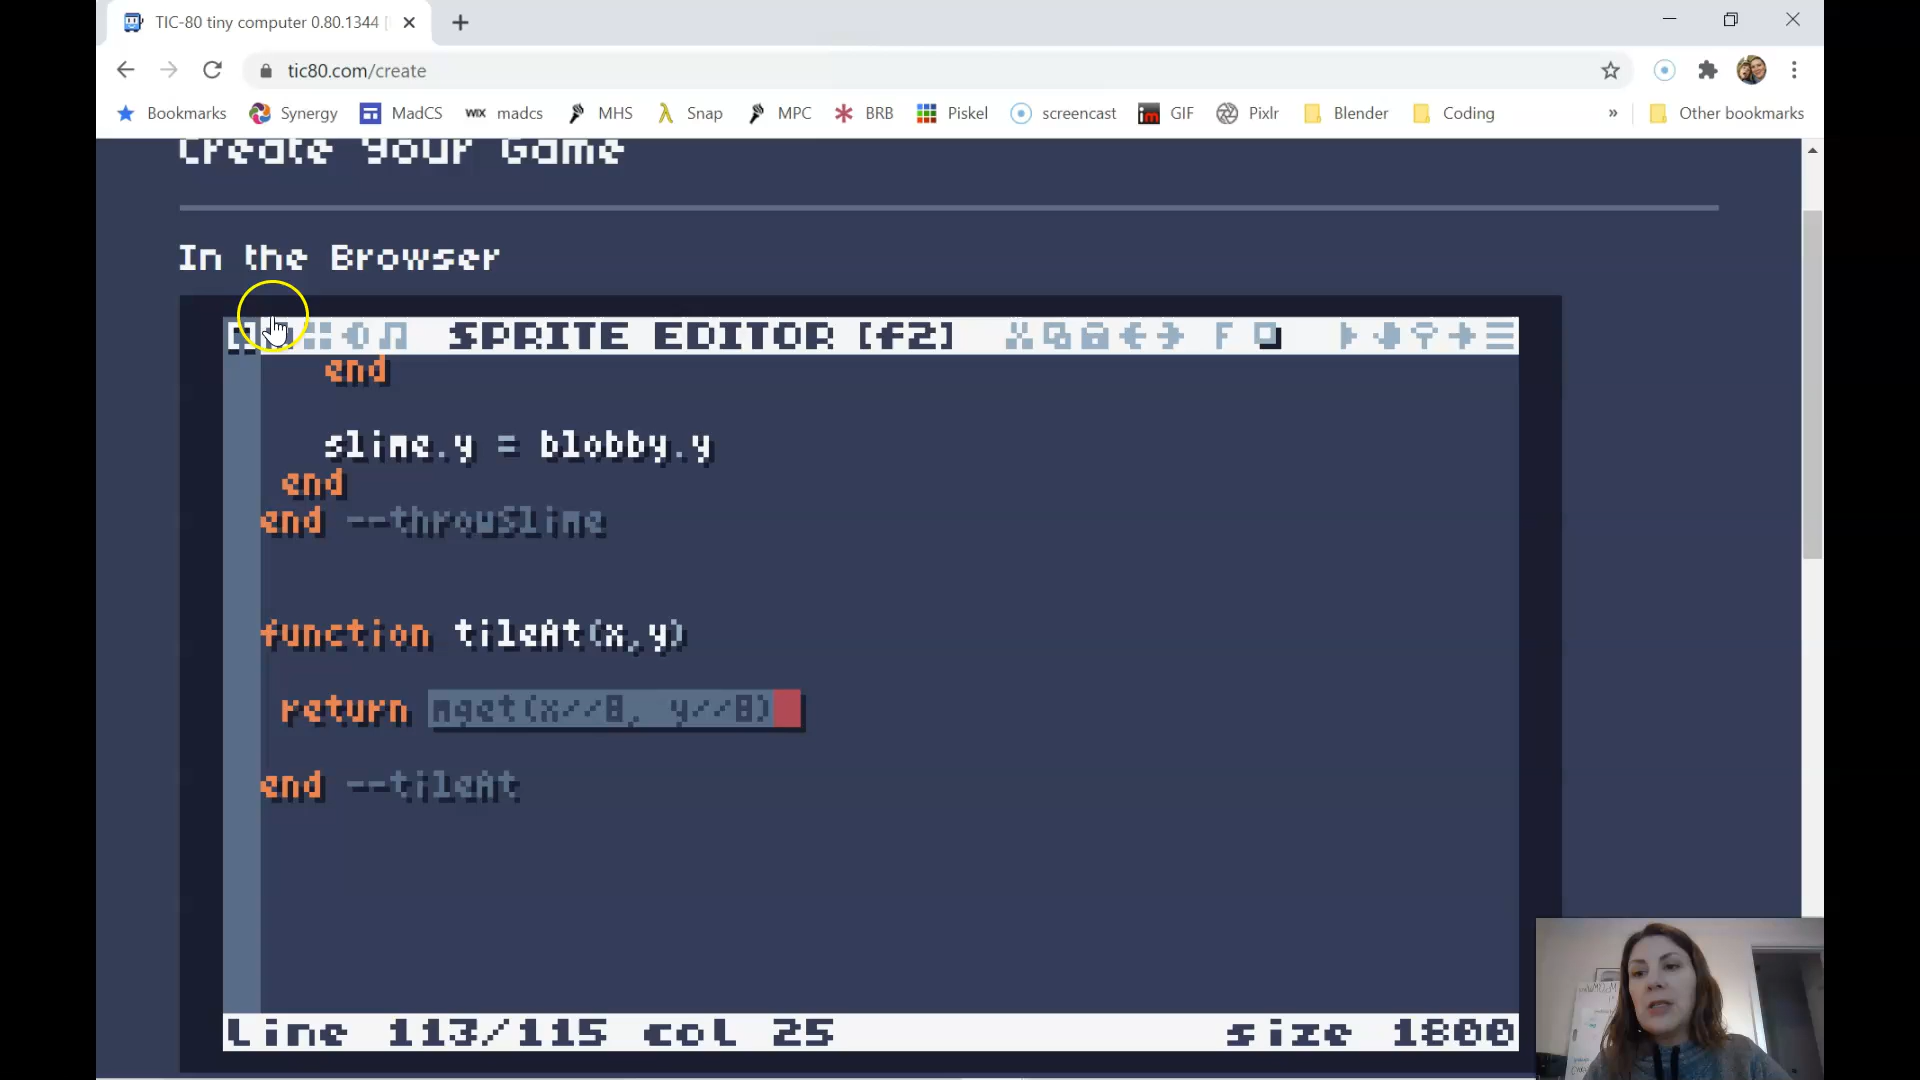 TIC-80 tiny computer 0.80.1344 [
tic80.com/create
Bookmarks Synergy MadCS WIX madcs MHS Snap MPC BRB Piskel screencast GIF Pixlr Blender Coding » Other bookmarks
Create your Game
In the Browser
SPRITE EDITOR [f2] F
end
slime.y = blobby.y
end
end --throwSlime
function tileAt(x,y)
return mget(x//8, y//8)
end --tileAt
line 113/115 col 25 size 1800